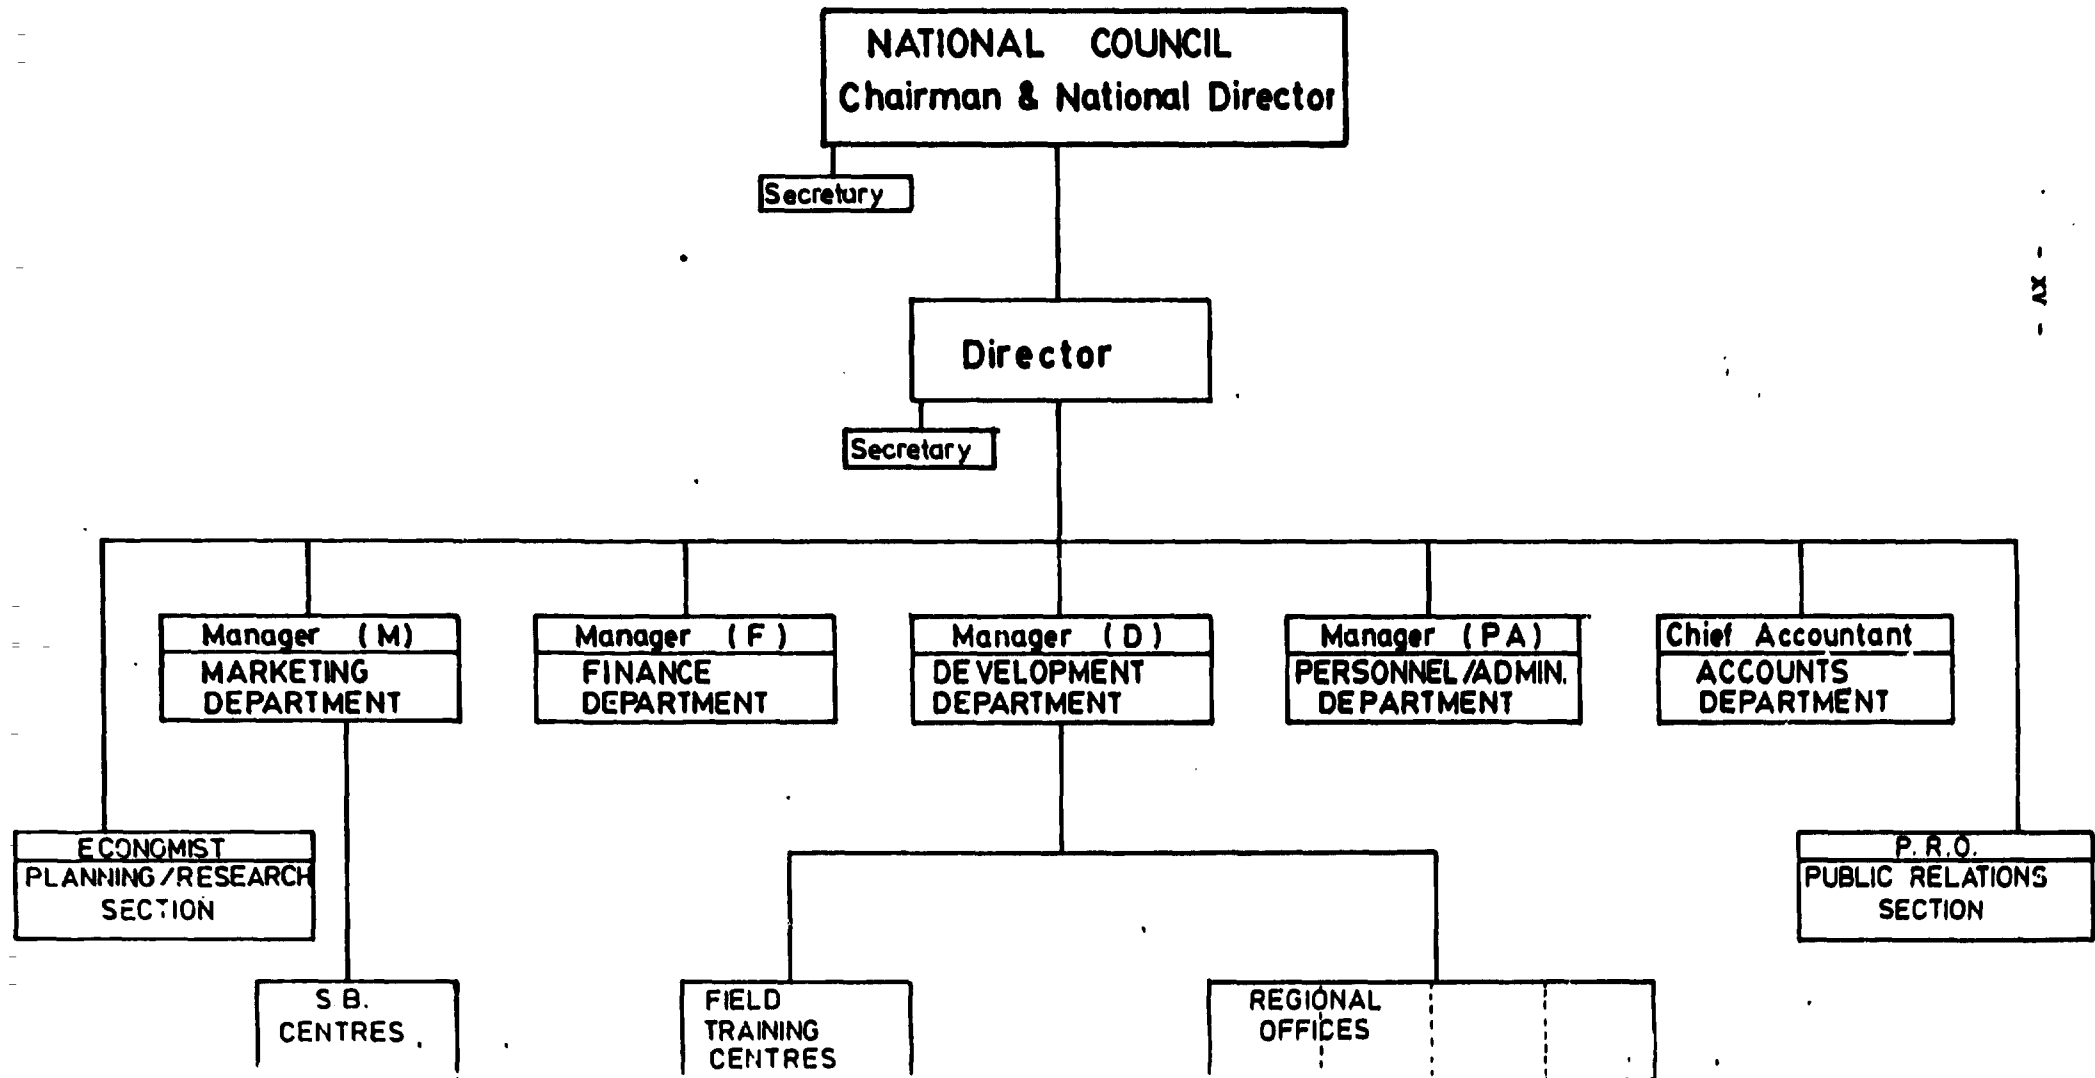 NATIONAL COUNCIL
Chairman & National Director
Secretary
- xv -
Director
Secretary
Manager (M)
MARKETING
DEPARTMENT
Manager (F)
FINANCE
DEPARTMENT
Manager (D)
DEVELOPMENT
DEPARTMENT
Manager (PA)
PERSONNEL/ADMIN.
DEPARTMENT
Chief Accountant
ACCOUNTS
DEPARTMENT
ECONOMIST
PLANNING/RESEARCH
SECTION
P.R.O.
PUBLIC RELATIONS
SECTION
S B.
CENTRES
FIELD
TRAINING
CENTRES
REGIONAL
OFFICES